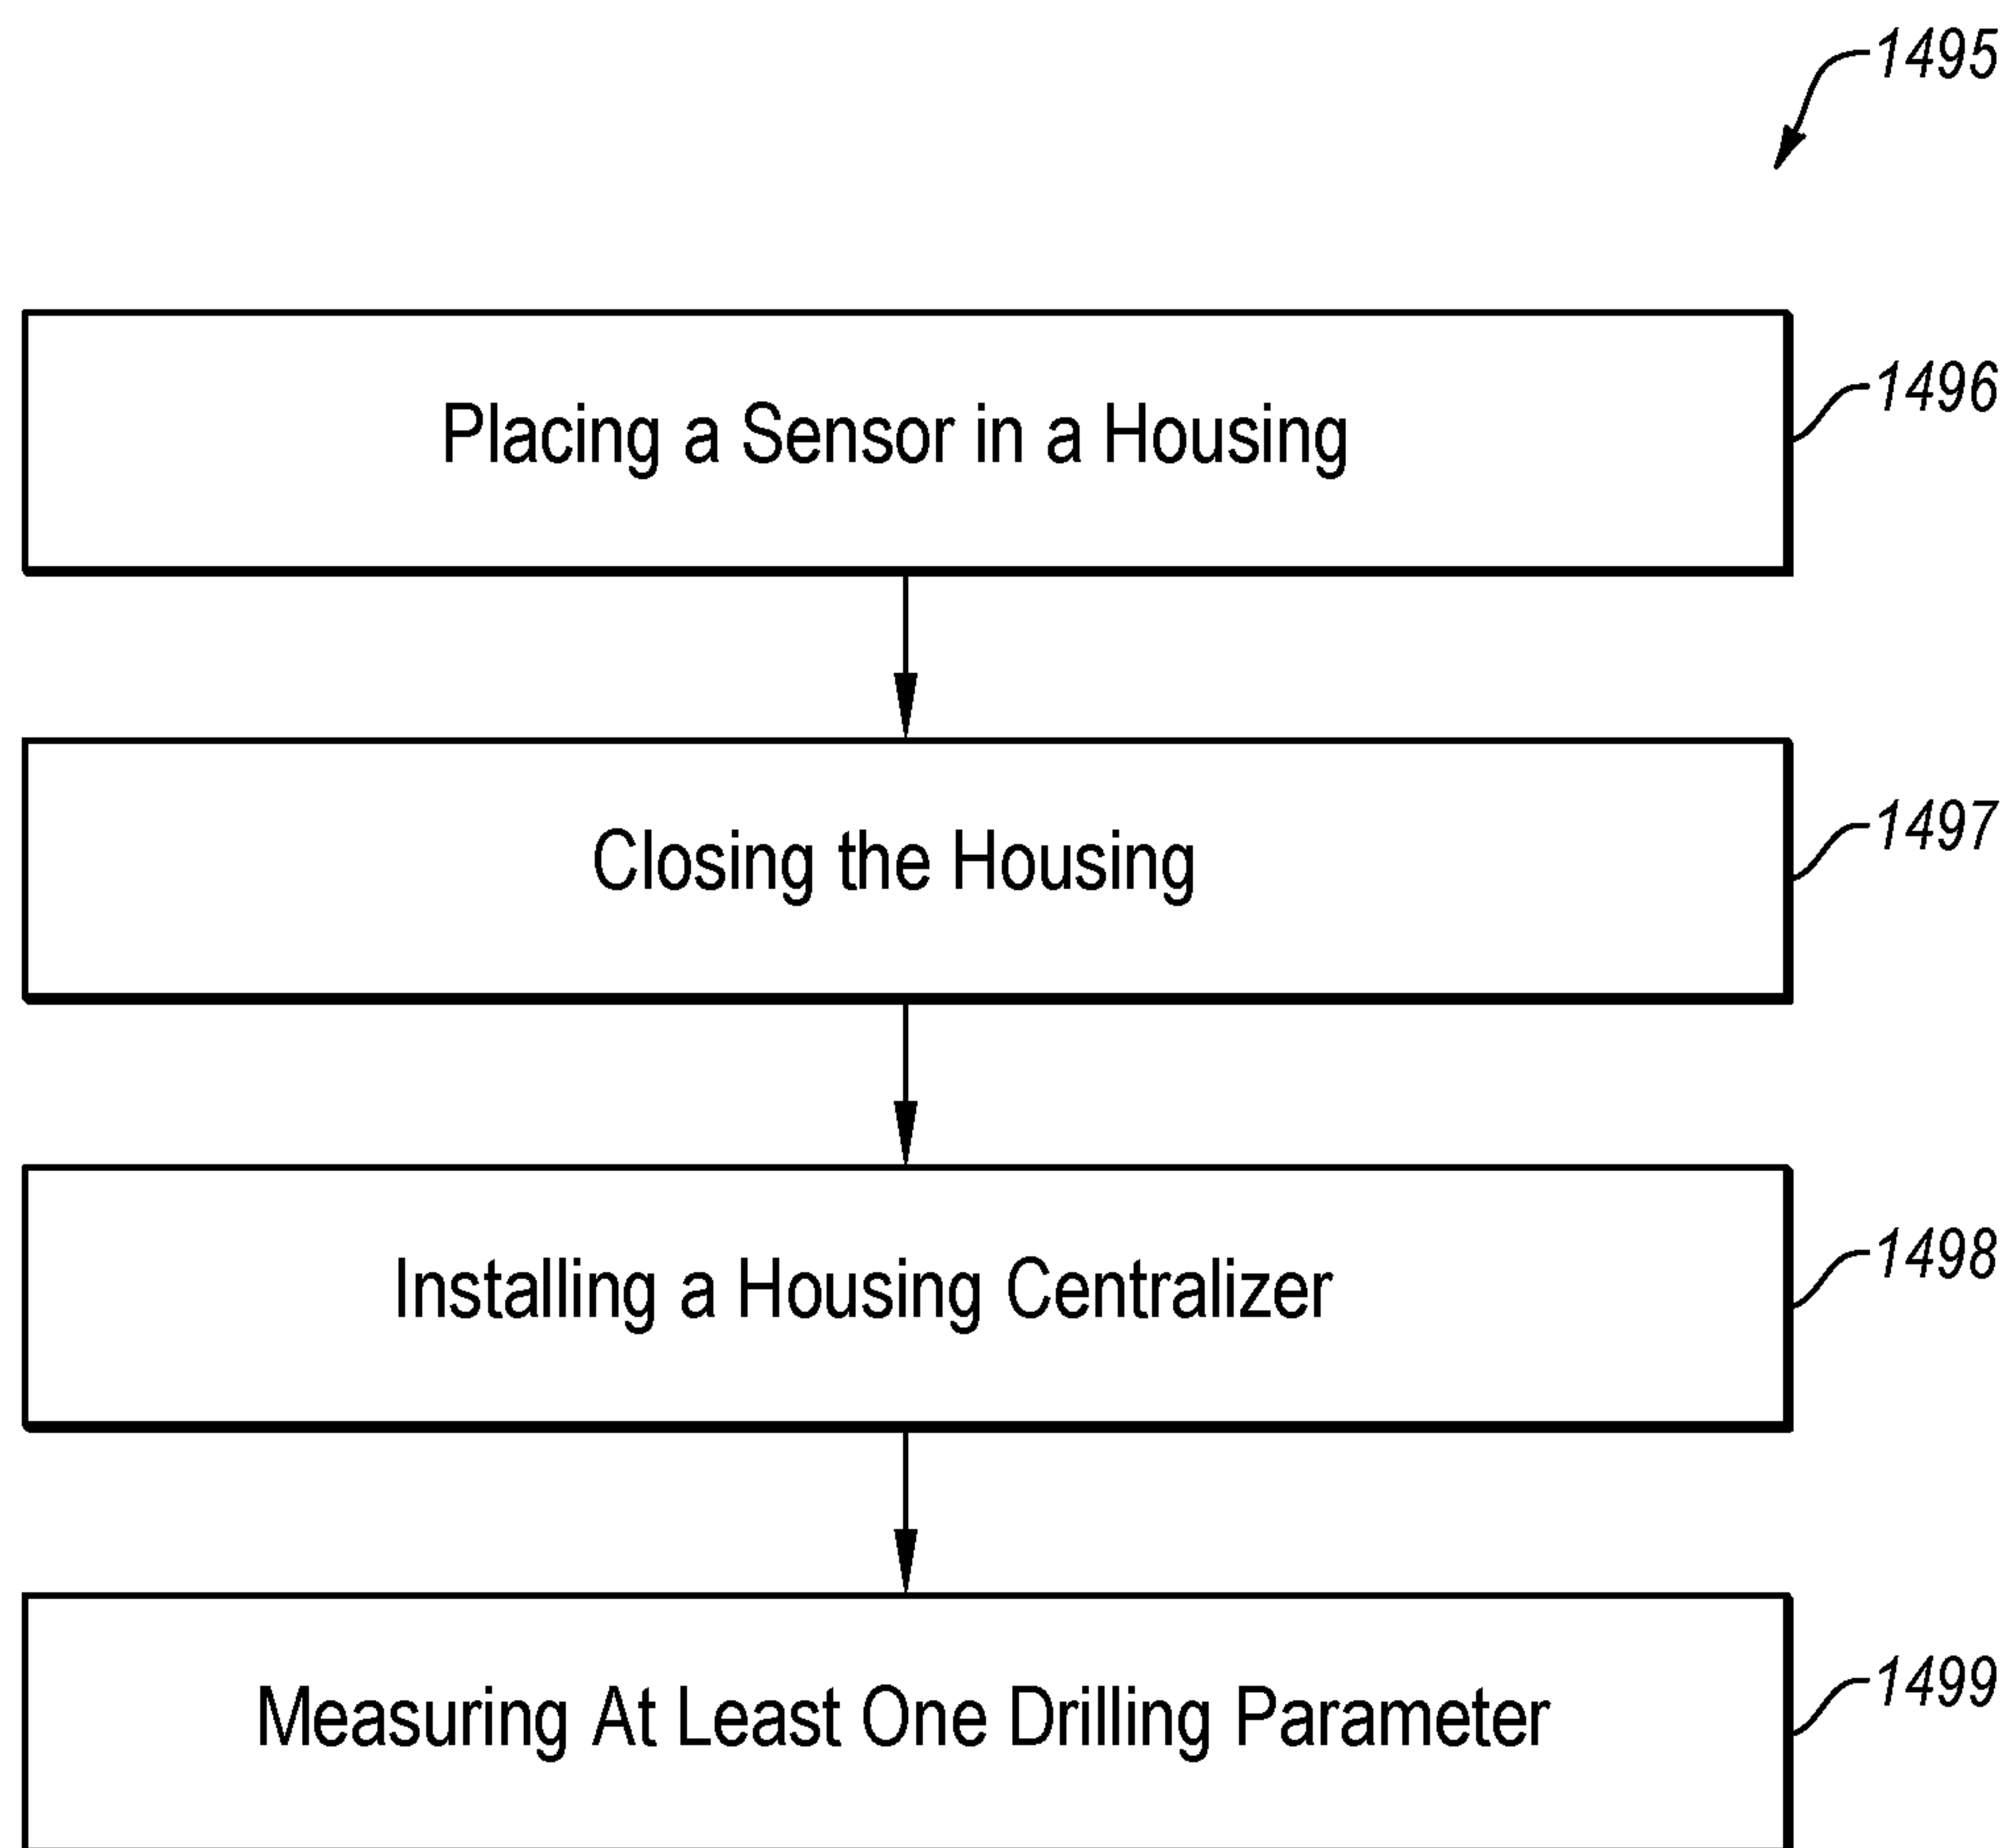 1495
Placing a Sensor in a Housing
1496
Closing the Housing
1497
Installing a Housing Centralizer
1498
Measuring At Least One Drilling Parameter
1499